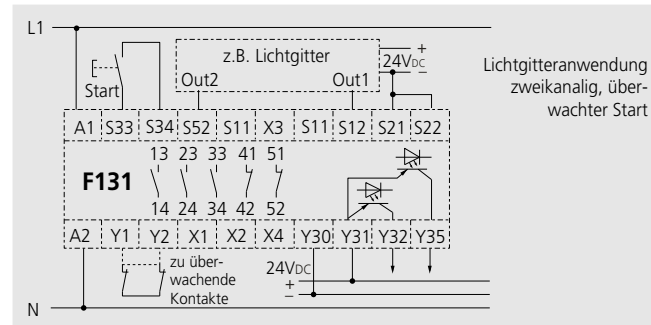 L1
z.B. Lichtgitter
+
24VDC
–
Lichtgitteranwendung
zweikanalig, über-
wachter Start
Start
Out2
Out1
A1 S33 S34 S52 S11 X3 S11 S12 S21 S22
13 23 33 41 51
F131
14 24 34 42 52
A2 Y1 Y2 X1 X2 X4 Y30 Y31 Y32 Y35
zu über-
wachende
Kontakte
24VDC
+
–
N